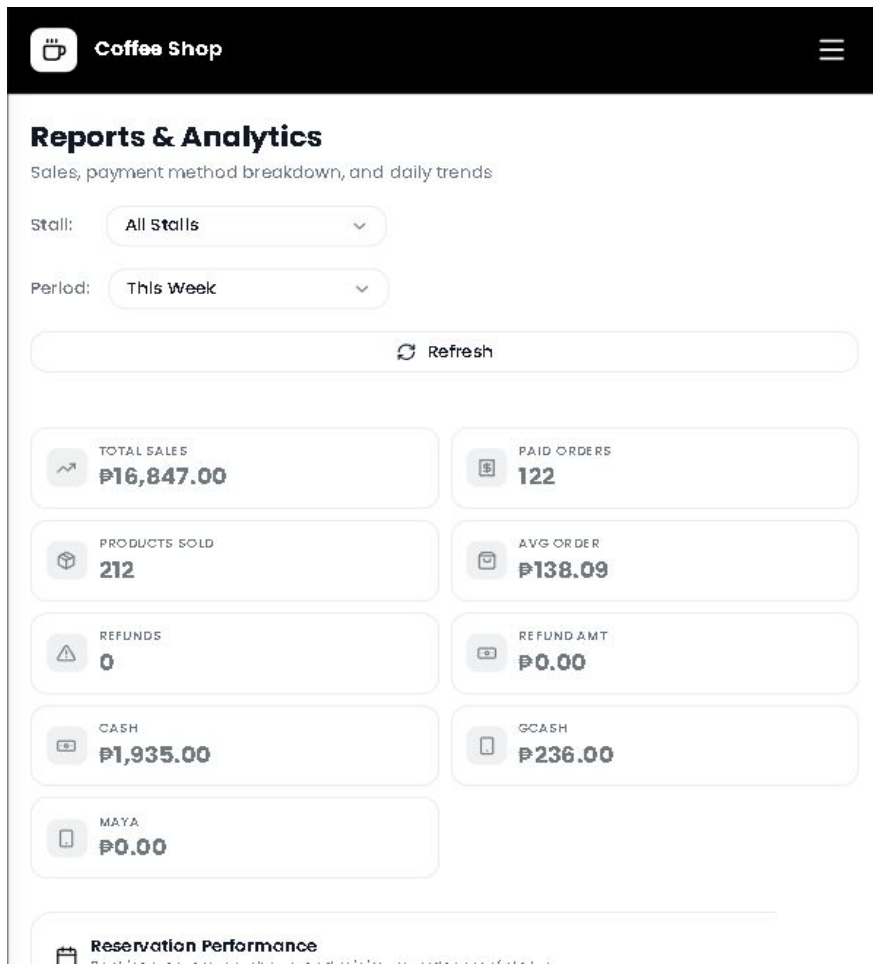 Coffee Shop
Reports & Analytics
Sales, payment method breakdown, and daily trends
Stall: All Stalls
Period: This Week
Refresh
TOTAL SALES
₱16,847.00
PAID ORDERS
122
PRODUCTS SOLD
212
AVG ORDER
₱138.09
REFUNDS
0
REFUND AMT
₱0.00
CASH
₱1,935.00
GCASH
₱236.00
MAYA
₱0.00
Reservation Performance